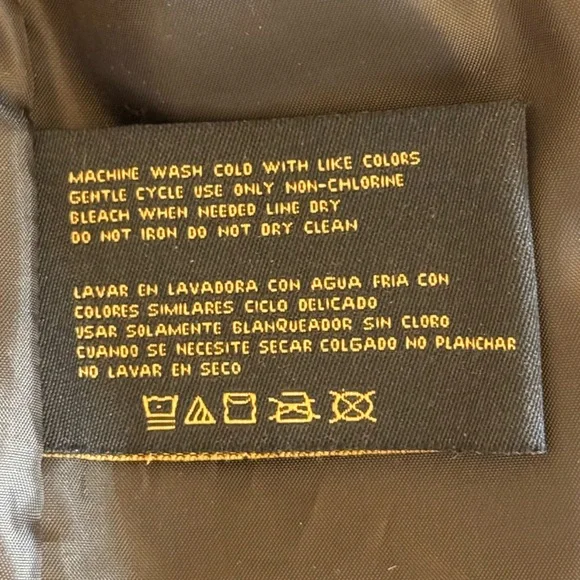 MACHINE WASH COLD WITH LIKE COLORS
GENTLE CYCLE USE ONLY NON-CHLORINE
BLEACH WHEN NEEDED LINE DRY
DO NOT IRON DO NOT DRY CLEAN
LAVAR EN LAVADORA CON AGUA FRIA CON
COLORES SIMILARES CICLO DELICADO
USAR SOLAMENTE BLANQUEADOR SIN CLORO
CUANDO SE NECESITE SECAR COLGADO NO PLANCHAR
NO LAVAR EN SECO